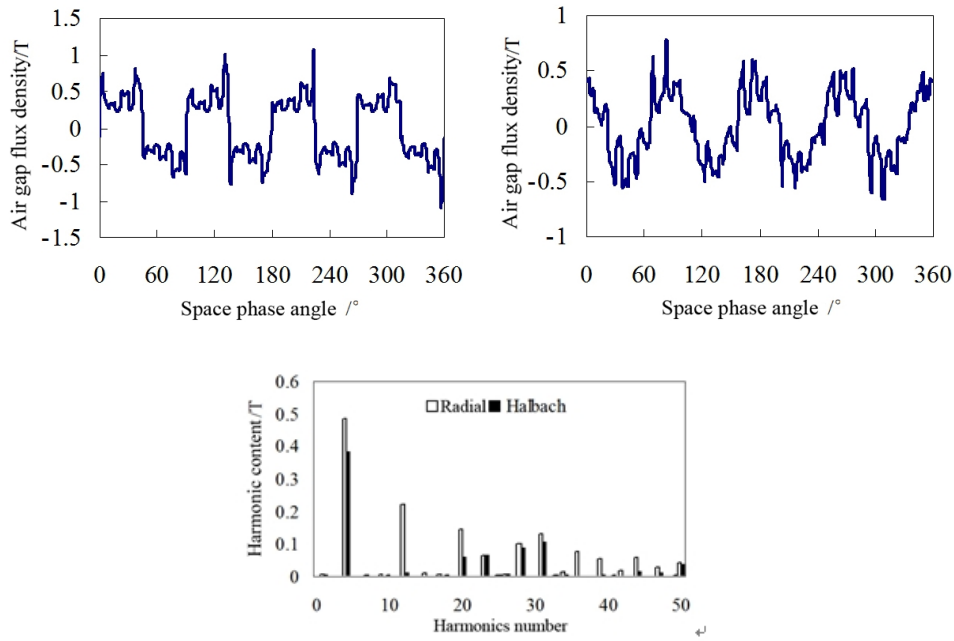 Air gap flux density/T
1.5
1
0.5
0
-0.5
-1
-1.5
0 60 120 180 240 300 360
Space phase angle /°
Air gap flux density/T
1
0.5
0
-0.5
-1
0 60 120 180 240 300 360
Space phase angle /°
Harmonic content/T
0.6
0.5
0.4
0.3
0.2
0.1
0
Radial Halbach
0 10 20 30 40 50
Harmonics number